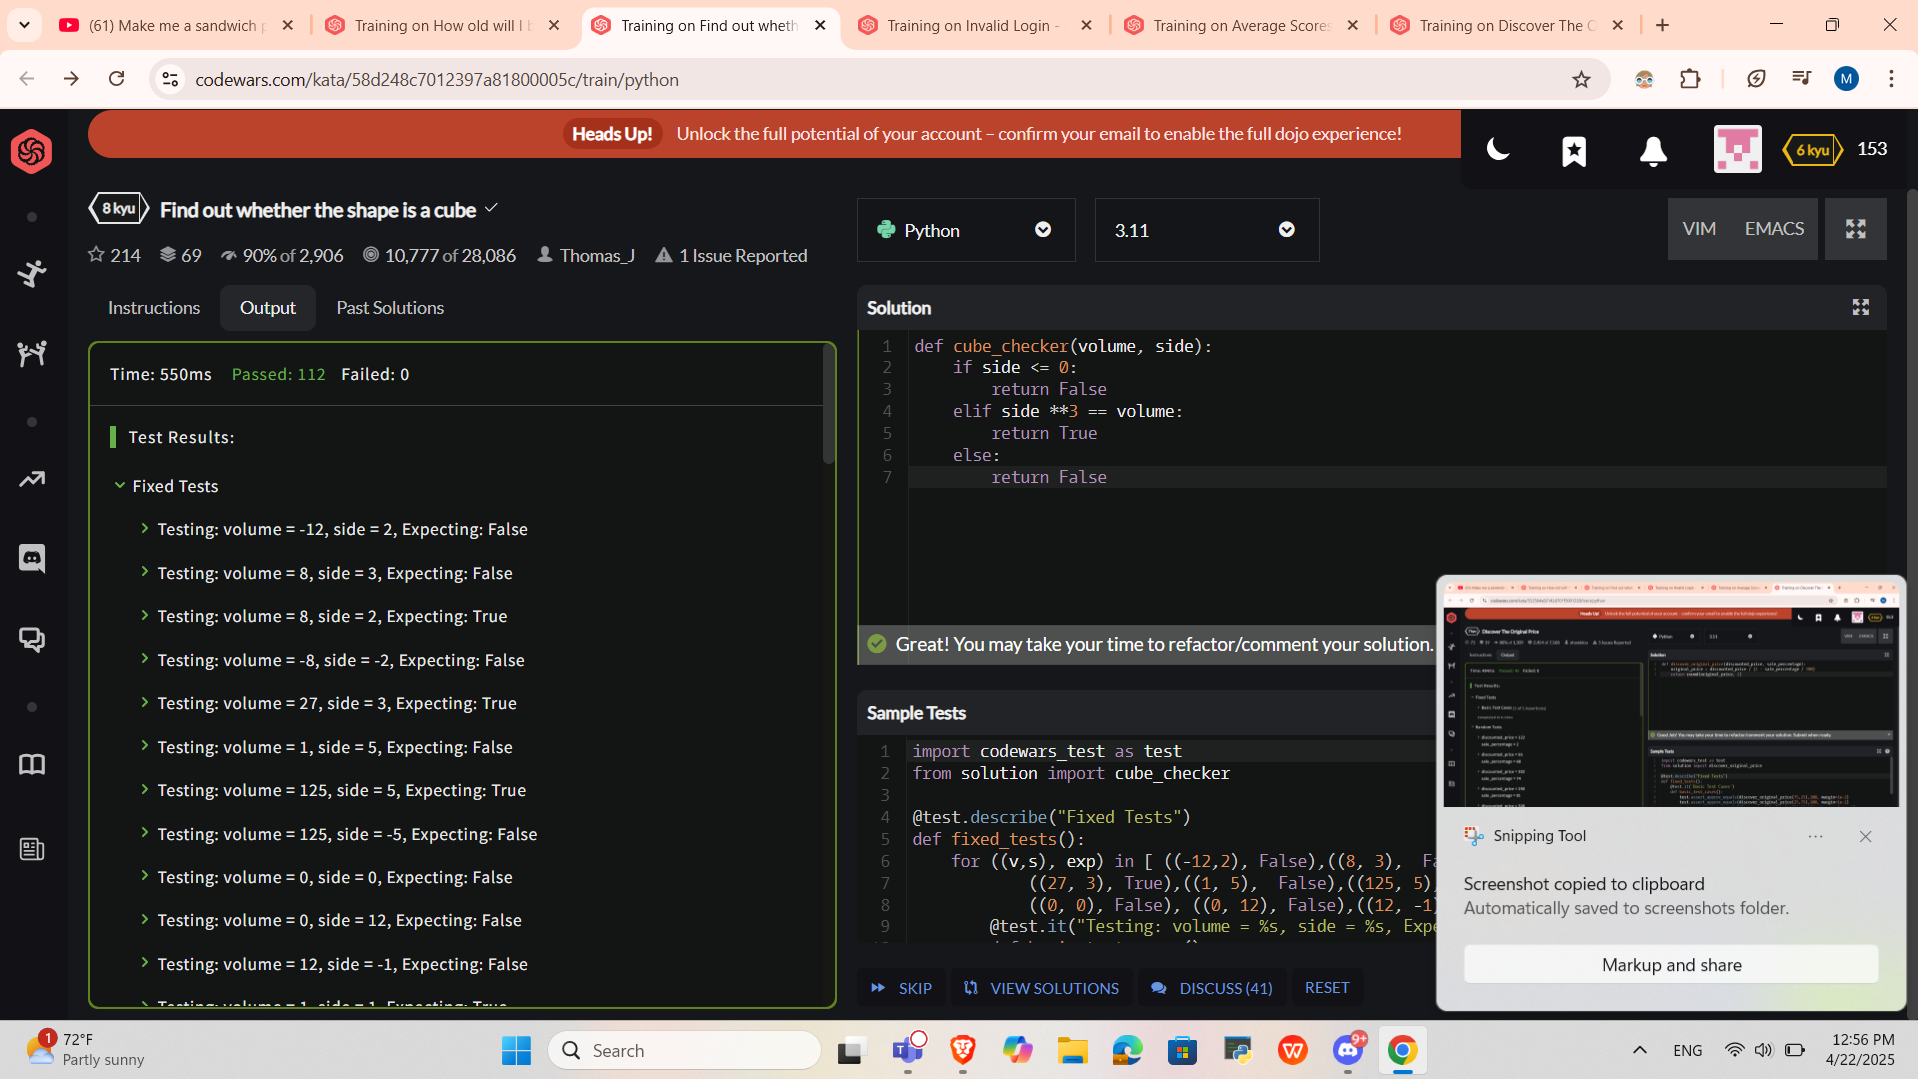 (61) Make me a sandwich p
Training on How old will I b
Training on Find out wheth
Training on Invalid Login -
Training on Average Scores
Training on Discover The O
codewars.com/kata/58d248c7012397a81800005c/train/python
M
Heads Up! Unlock the full potential of your account – confirm your email to enable the full dojo experience!
6 kyu 153
8 kyu Find out whether the shape is a cube
214 69 90% of 2,906 10,777 of 28,086 Thomas_J 1 Issue Reported
Instructions Output Past Solutions
Time: 550ms Passed: 112 Failed: 0
Test Results:
Fixed Tests
Testing: volume = -12, side = 2, Expecting: False
Testing: volume = 8, side = 3, Expecting: False
Testing: volume = 8, side = 2, Expecting: True
Testing: volume = -8, side = -2, Expecting: False
Testing: volume = 27, side = 3, Expecting: True
Testing: volume = 1, side = 5, Expecting: False
Testing: volume = 125, side = 5, Expecting: True
Testing: volume = 125, side = -5, Expecting: False
Testing: volume = 0, side = 0, Expecting: False
Testing: volume = 0, side = 12, Expecting: False
Testing: volume = 12, side = -1, Expecting: False
Testing: volume = 1, side = 1, Expecting: True
Python 3.11 VIM EMACS
Solution
1 def cube_checker(volume, side):
2 if side <= 0:
3 return False
4 elif side **3 == volume:
5 return True
6 else:
7 return False
Great! You may take your time to refactor/comment your solution.
Sample Tests
1 import codewars_test as test
2 from solution import cube_checker
3
4 @test.describe("Fixed Tests")
5 def fixed_tests():
6 for ((v,s), exp) in [ ((-12,2), False),((8, 3), Fa
7 ((27, 3), True),((1, 5), False),((125, 5),
8 ((0, 0), False), ((0, 12), False),((12, -1)
9 @test.it("Testing: volume = %s, side = %s, Expe
SKIP VIEW SOLUTIONS DISCUSS (41) RESET
Snipping Tool
Screenshot copied to clipboard
Automatically saved to screenshots folder.
Markup and share
1
72°F
Partly sunny
Search
9+
ENG
12:56 PM
4/22/2025